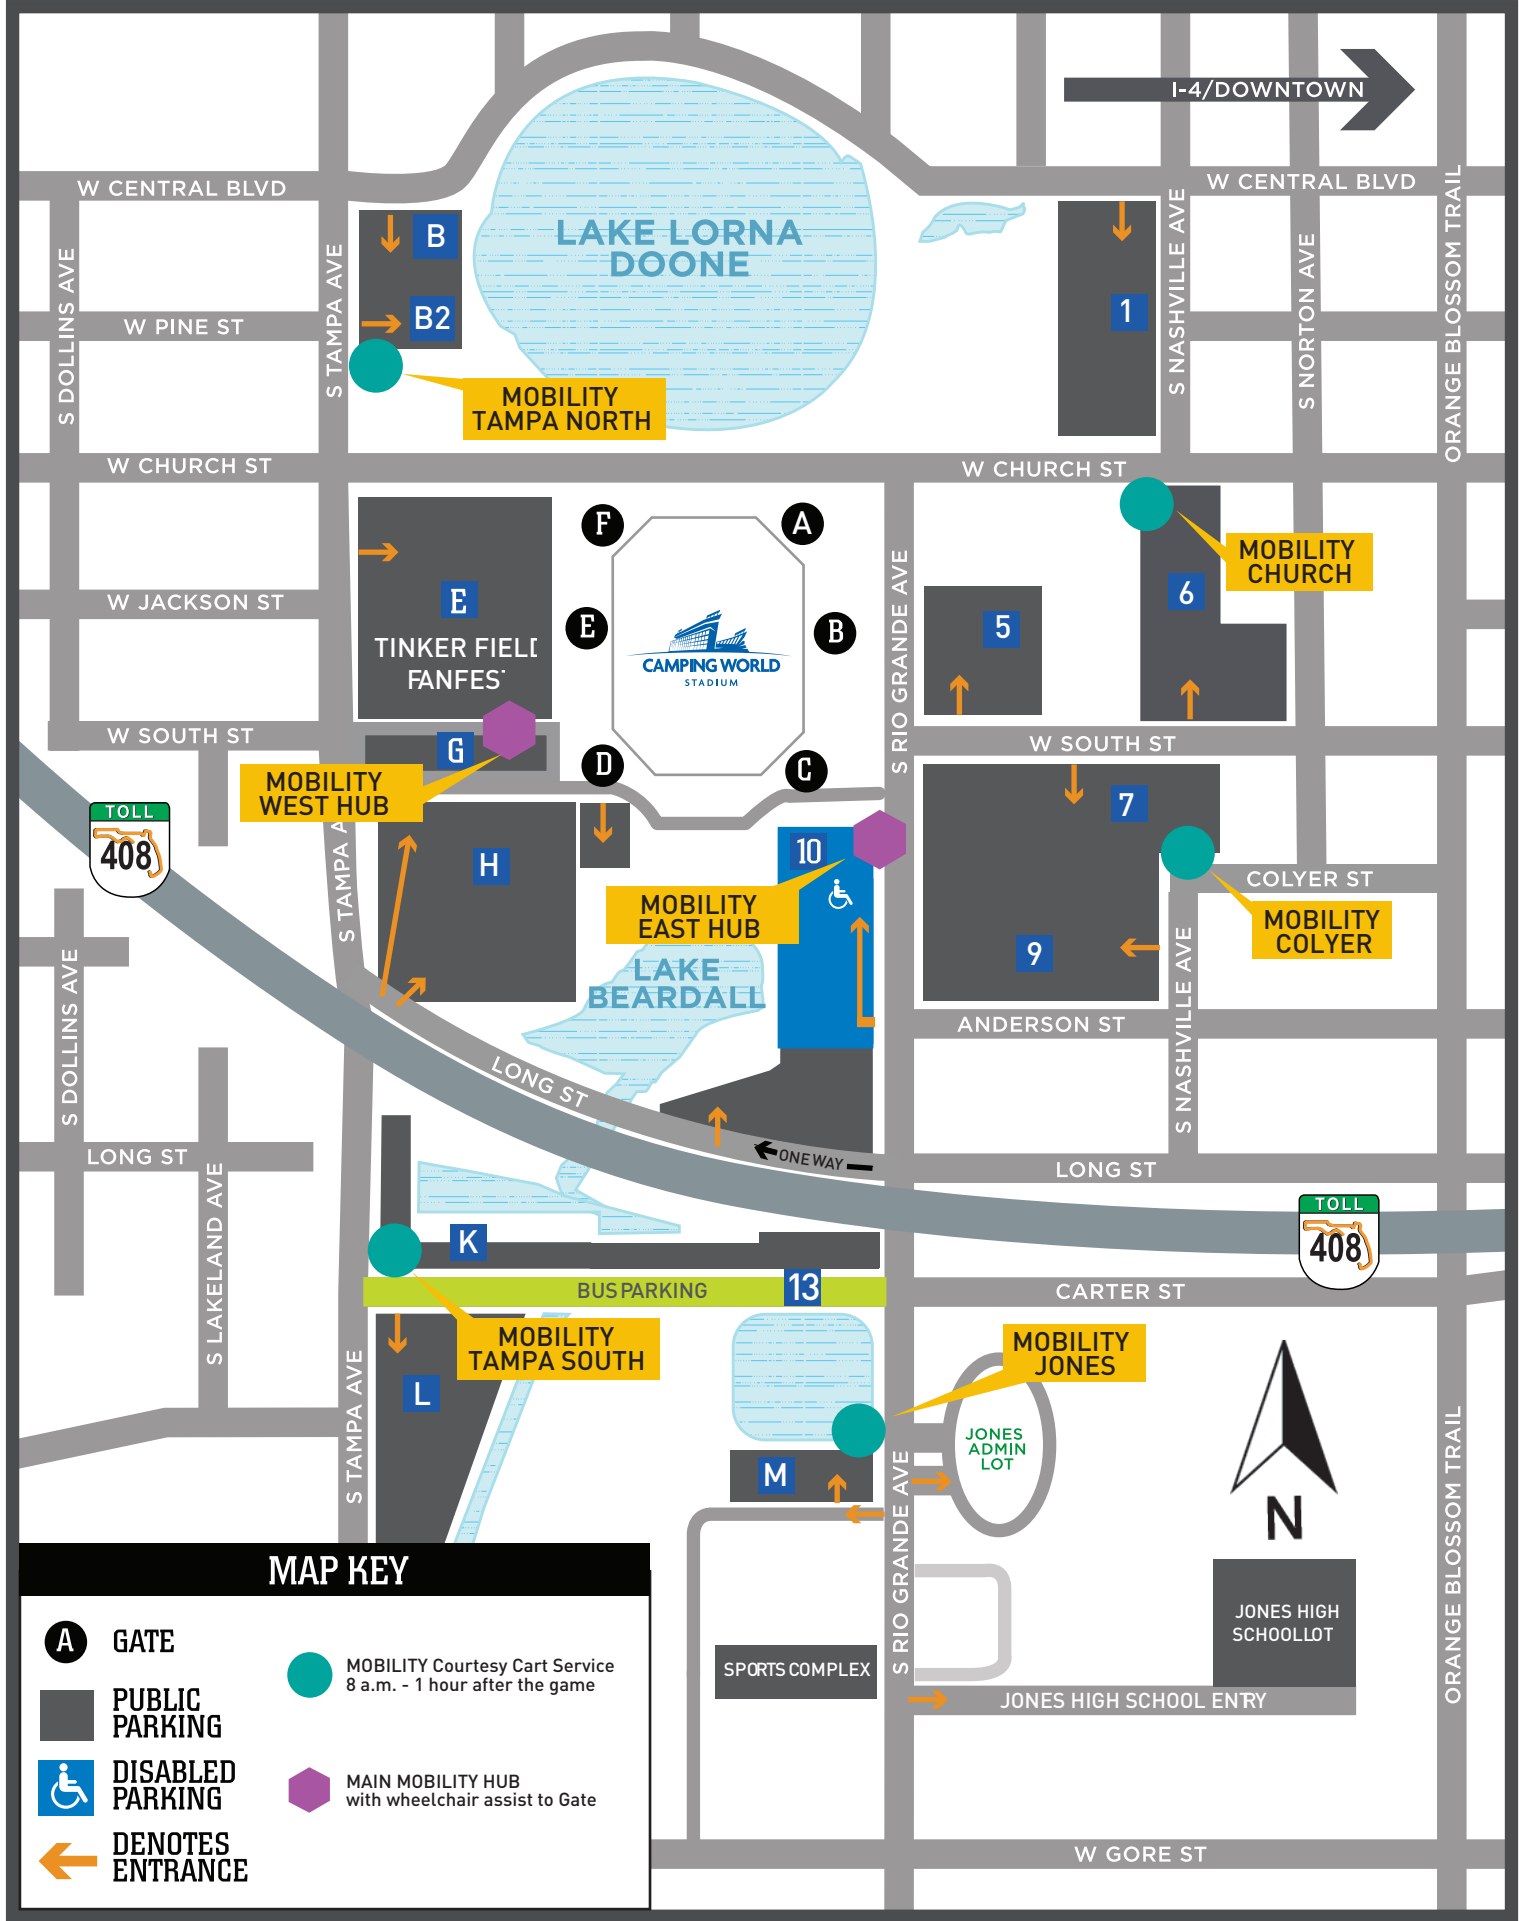 I-4/DOWNTOWN
W CENTRAL BLVD
W CENTRAL BLVD
S DOLLINS AVE
S TAMPA AVE
B
B2
LAKE LORNA
DOONE
1
S NASHVILLE AVE
S NORTON AVE
ORANGE BLOSSOM TRAIL
W PINE ST
MOBILITY
TAMPA NORTH
W CHURCH ST
W CHURCH ST
F
A
E
B
D
C
CAMPING WORLD
STADIUM
E
TINKER FIELD
FANFEST
MOBILITY
CHURCH
6
5
S RIO GRANDE AVE
W JACKSON ST
W SOUTH ST
W SOUTH ST
G
MOBILITY
WEST HUB
TOLL
408
S TAMPA A
H
10
MOBILITY
EAST HUB
7
9
COLYER ST
MOBILITY
COLYER
LAKE
BEARDALL
S DOLLINS AVE
ANDERSON ST
S NASHVILLE AVE
LONG ST
ONE WAY
LONG ST
LONG ST
S LAKELAND AVE
TOLL
408
K
BUS PARKING
13
CARTER ST
MOBILITY
TAMPA SOUTH
MOBILITY
JONES
L
S TAMPA AVE
JONES
ADMIN
LOT
M
S RIO GRANDE AVE
ORANGE BLOSSOM TRAIL
N
JONES HIGH
SCHOOLLOT
SPORTS COMPLEX
JONES HIGH SCHOOL ENTRY
W GORE ST
MAP KEY
A
GATE
PUBLIC
PARKING
DISABLED
PARKING
DENOTES
ENTRANCE
MOBILITY Courtesy Cart Service
8 a.m. - 1 hour after the game
MAIN MOBILITY HUB
with wheelchair assist to Gate